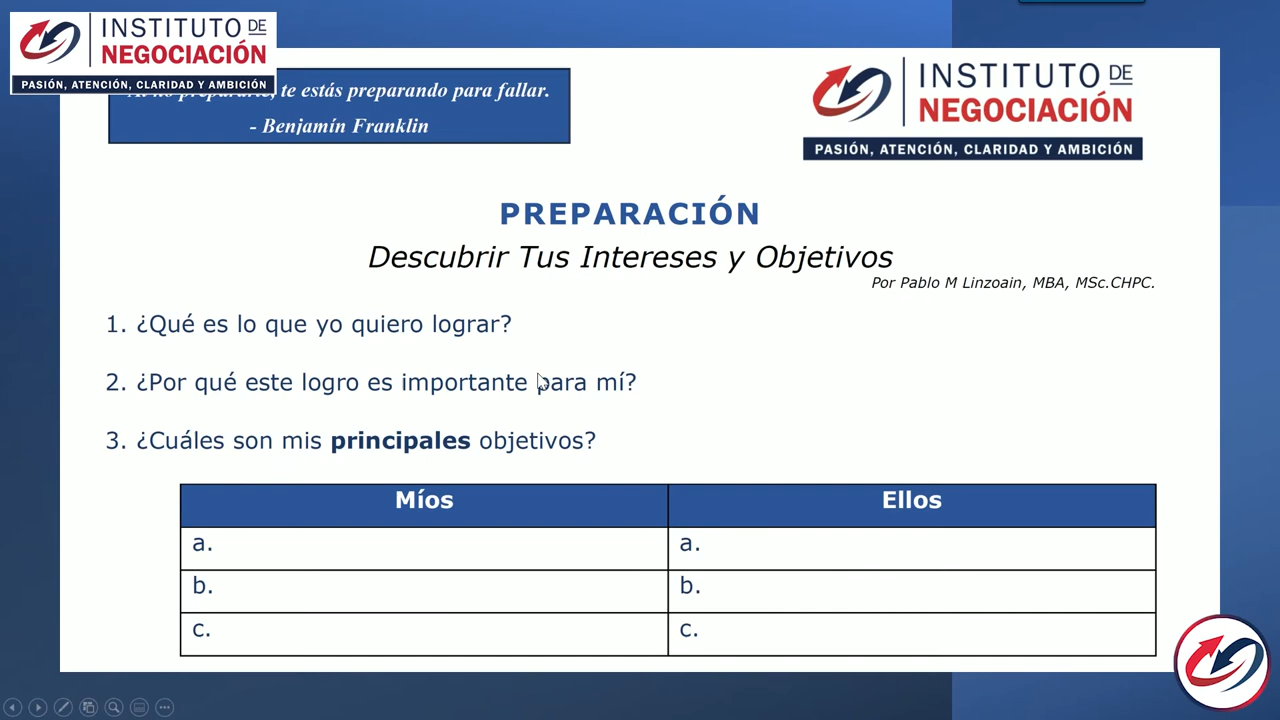 INSTITUTO DE
NEGOCIACIÓN
PASIÓN, ATENCIÓN, CLARIDAD Y AMBICIÓN
te estás preparando para fallar.
- Benjamín Franklin
INSTITUTO DE
NEGOCIACIÓN
PASIÓN, ATENCIÓN, CLARIDAD Y AMBICIÓN
PREPARACIÓN
Descubrir Tus Intereses y Objetivos
Por Pablo M Linzoain, MBA, MSc.CHPC.
1. ¿Qué es lo que yo quiero lograr?
2. ¿Por qué este logro es importante para mí?
3. ¿Cuáles son mis principales objetivos?
Míos Ellos
a. a.
b. b.
c. c.